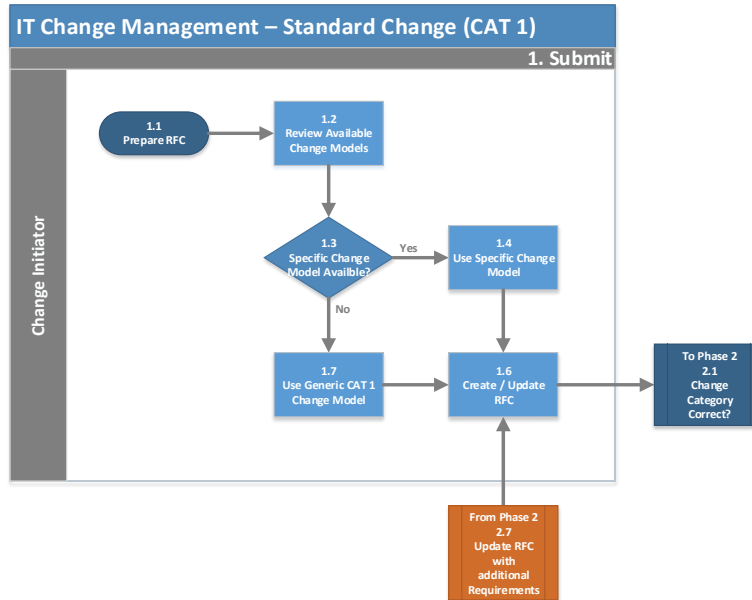 IT Change Management – Standard Change (CAT 1)
1. Submit
Change Initiator
1.1
Prepare RFC
1.2
Review Available
Change Models
1.3
Specific Change
Model Availble?
Yes
1.4
Use Specific Change
Model
No
1.7
Use Generic CAT 1
Change Model
1.6
Create / Update
RFC
To Phase 2
2.1
Change
Category
Correct?
From Phase 2
2.7
Update RFC
with
additional
Requirements